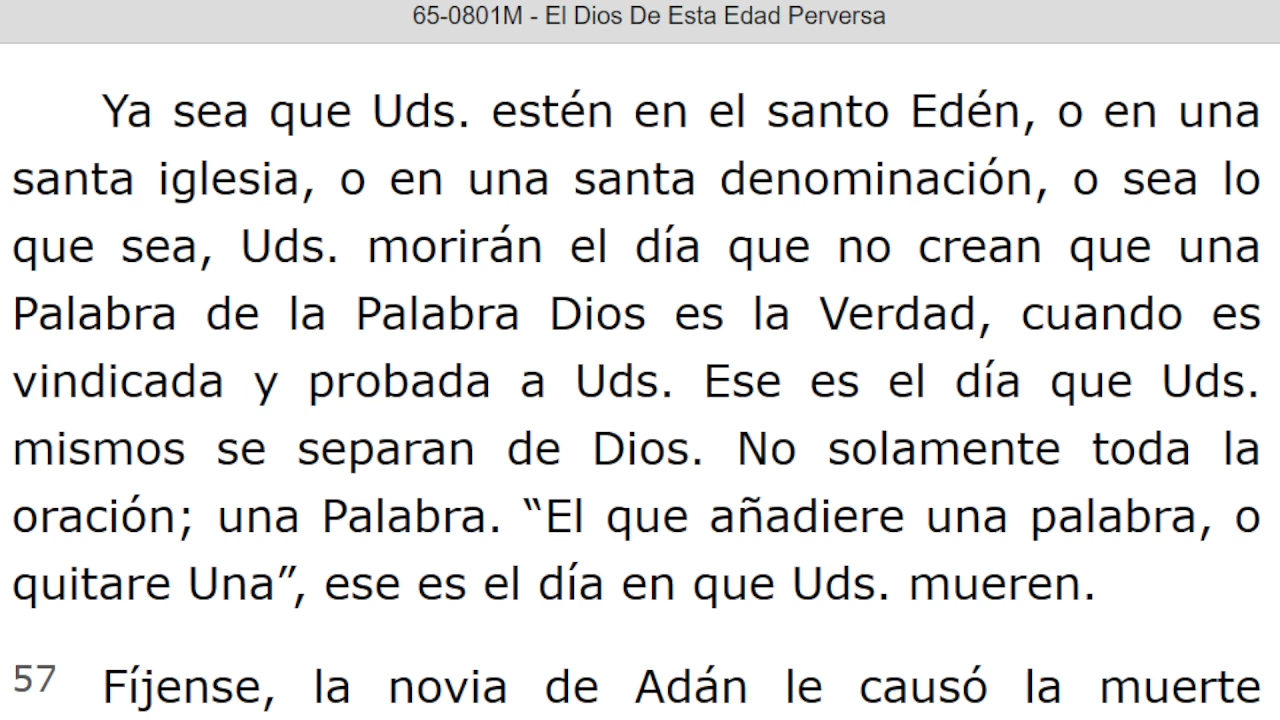 65-0801M - El Dios De Esta Edad Perversa
Ya sea que Uds. estén en el santo Edén, o en una
santa iglesia, o en una santa denominación, o sea lo
que sea, Uds. morirán el día que no crean que una
Palabra de la Palabra Dios es la Verdad, cuando es
vindicada y probada a Uds. Ese es el día que Uds.
mismos se separan de Dios. No solamente toda la
oración; una Palabra. “El que añadiere una palabra, o
quitare Una”, ese es el día en que Uds. mueren.
57 Fíjense, la novia de Adán le causó la muerte